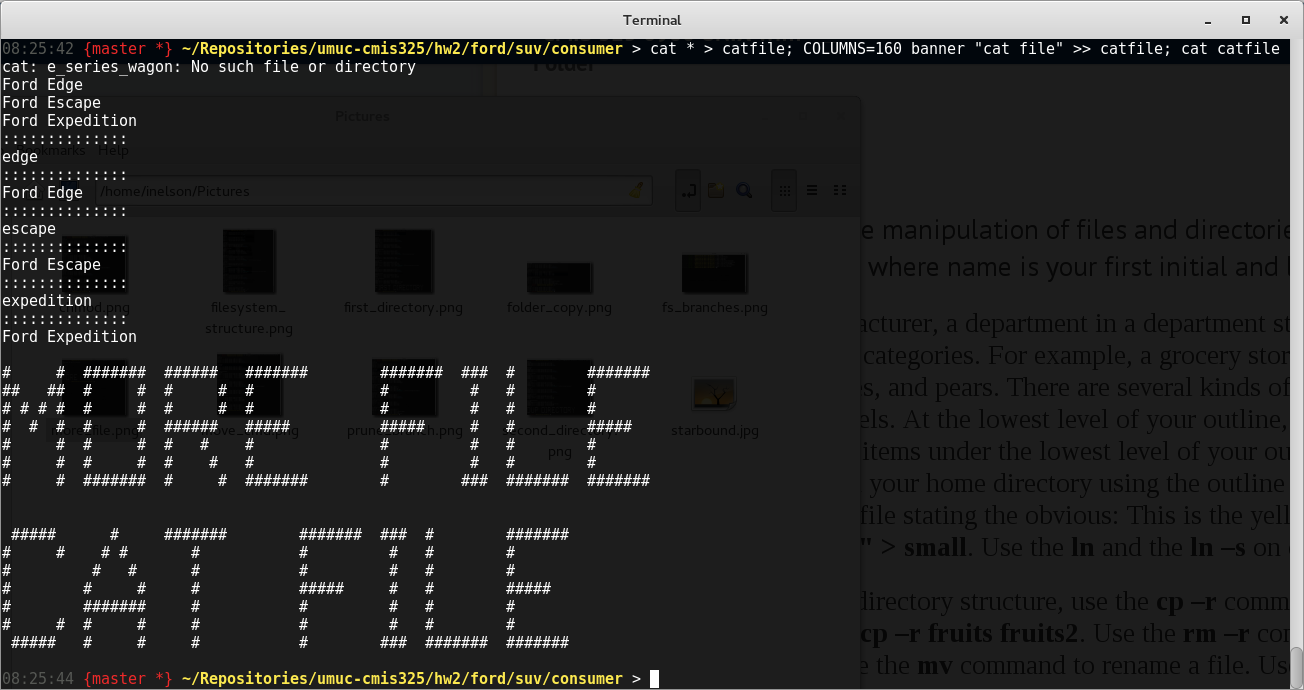 Terminal
08:25:42 {master *} ~/Repositories/umuc-cmis325/hw2/ford/suv/consumer > cat * > catfile; COLUMNS=160 banner "cat file" >> catfile; cat catfile
cat: e_series_wagon: No such file or directory
Ford Edge
Ford Escape
Ford Expedition
::::::::::::::
edge
::::::::::::::
Ford Edge
::::::::::::::
escape
::::::::::::::
Ford Escape
::::::::::::::
expedition
::::::::::::::
Ford Expedition
MORE FILE
CAT FILE
08:25:44 {master *} ~/Repositories/umuc-cmis325/hw2/ford/suv/consumer >
Folder
Pictures
Help
/home/inelson/Pictures
filesystem_
structure.png
first_directory.png
folder_copy.png
fs_branches.png
starbound.jpg
e manipulation of files and directorie
where name is your first initial and
acturer, a department in a department st
categories. For example, a grocery stor
s, and pears. There are several kinds of
els. At the lowest level of your outline,
items under the lowest level of your ou
your home directory using the outline
file stating the obvious: This is the yell
" > small. Use the ln and the ln –s on
directory structure, use the cp –r comm
cp –r fruits fruits2. Use the rm –r con
e the mv command to rename a file. Us